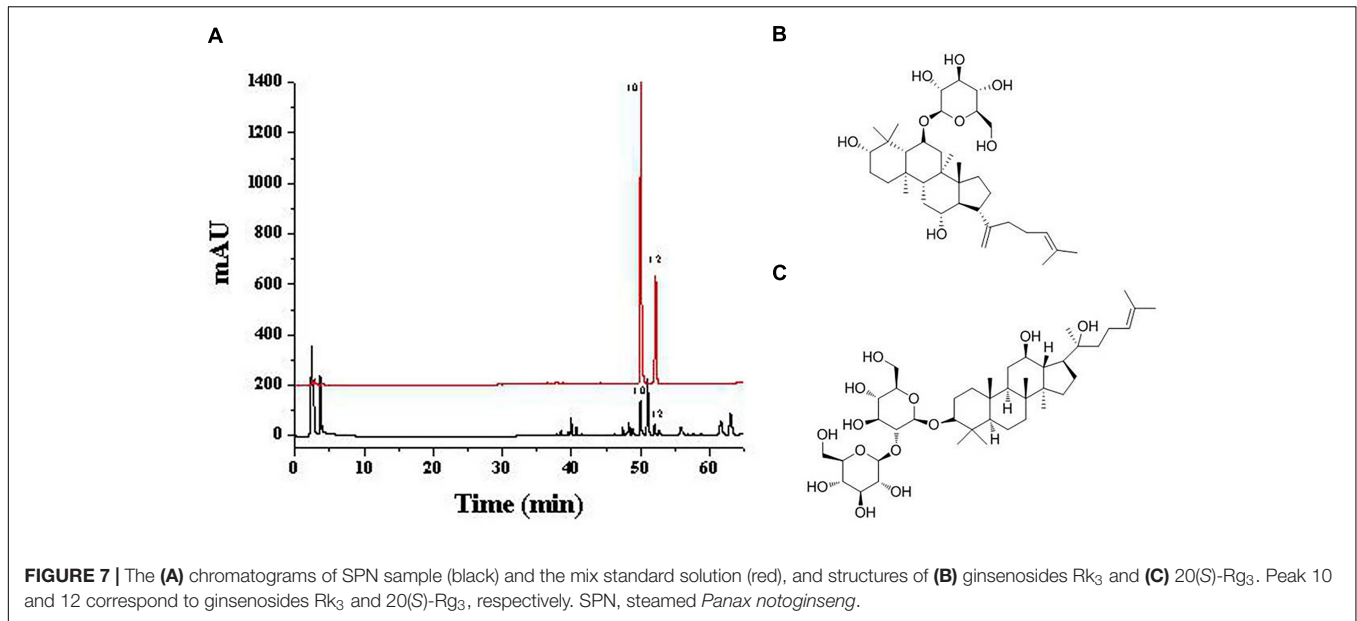 A
1400
1200
1000
800
600
400
200
0
mAU
10
12
10
12
0
10
20
30
40
50
60
Time (min)
B
HO
HO
OH
O
O
HO
HO
HO
C
HO
HO
O
HO
O
OH
O
O
HO
OH
OH
H
H
OH
H
OH
FIGURE 7 | The (A) chromatograms of SPN sample (black) and the mix standard solution (red), and structures of (B) ginsenosides Rk3 and (C) 20(S)-Rg3. Peak 10
and 12 correspond to ginsenosides Rk3 and 20(S)-Rg3, respectively. SPN, steamed Panax notoginseng.